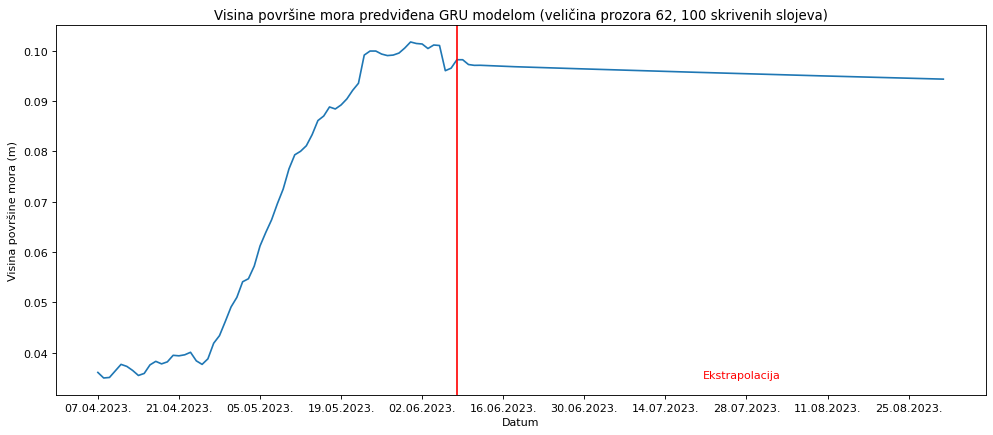 Visina površine mora predviđena GRU modelom (veličina prozora 62, 100 skrivenih slojeva)
Visina površine mora (m)
0.10
0.09
0.08
0.07
0.06
0.05
0.04
Ekstrapolacija
07.04.2023. 21.04.2023. 05.05.2023. 19.05.2023. 02.06.2023. 16.06.2023. 30.06.2023. 14.07.2023. 28.07.2023. 11.08.2023. 25.08.2023.
Datum